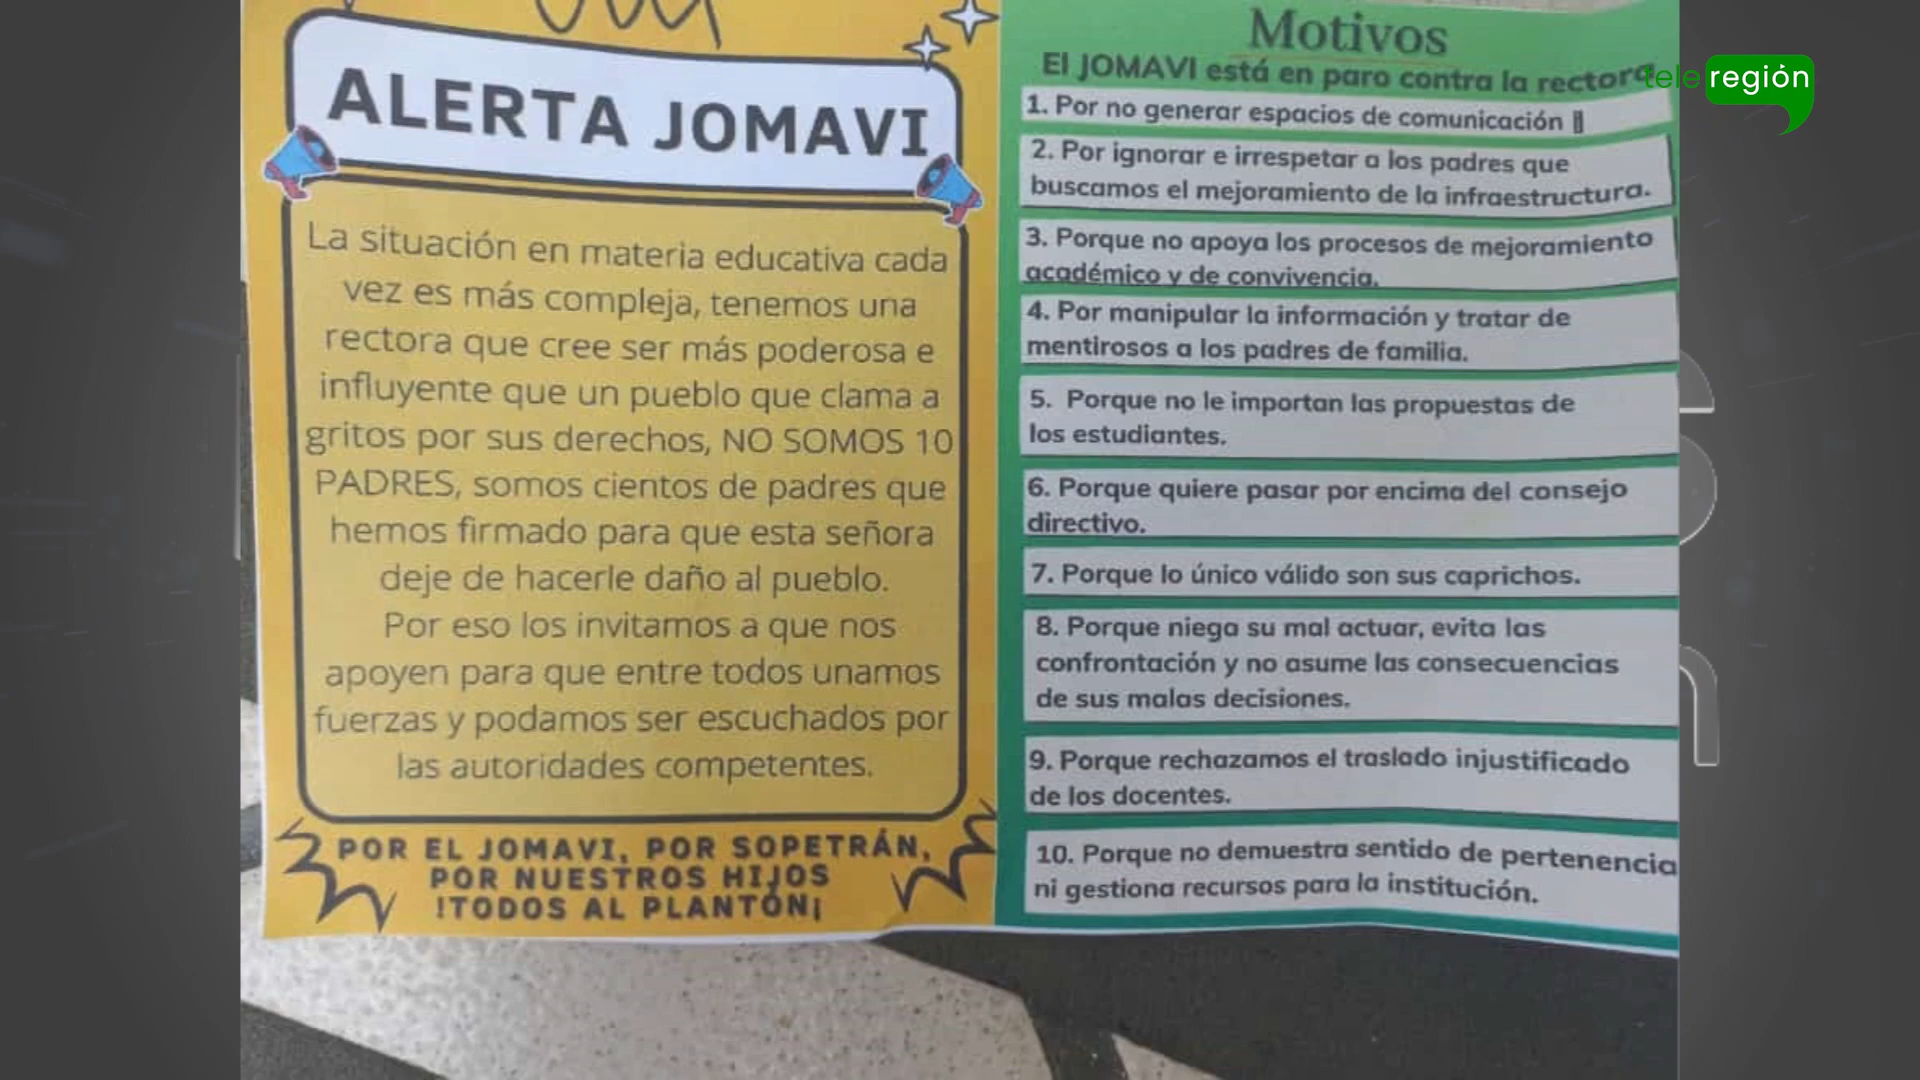 ALERTA JOMAVI
La situación en materia educativa cada
vez es más compleja, tenemos una
rectora que cree ser más poderosa e
influyente que un pueblo que clama a
gritos por sus derechos, NO SOMOS 10
PADRES, somos cientos de padres que
hemos firmado para que esta señora
deje de hacerle daño al pueblo.
Por eso los invitamos a que nos
apoyen para que entre todos unamos
fuerzas y podamos ser escuchados por
las autoridades competentes.
POR EL JOMAVI, POR SOPETRÁN,
POR NUESTROS HIJOS
!TODOS AL PLANTÓN¡
Motivos
El JOMAVI está en paro contra la rectora
1. Por no generar espacios de comunicación
2. Por ignorar e irrespetar a los padres que
buscamos el mejoramiento de la infraestructura.
3. Porque no apoya los procesos de mejoramiento
académico y de convivencia.
4. Por manipular la información y tratar de
mentirosos a los padres de familia.
5. Porque no le importan las propuestas de
los estudiantes.
6. Porque quiere pasar por encima del consejo
directivo.
7. Porque lo único válido son sus caprichos.
8. Porque niega su mal actuar, evita las
confrontación y no asume las consecuencias
de sus malas decisiones.
9. Porque rechazamos el traslado injustificado
de los docentes.
10. Porque no demuestra sentido de pertenencia
ni gestiona recursos para la institución.
tele región